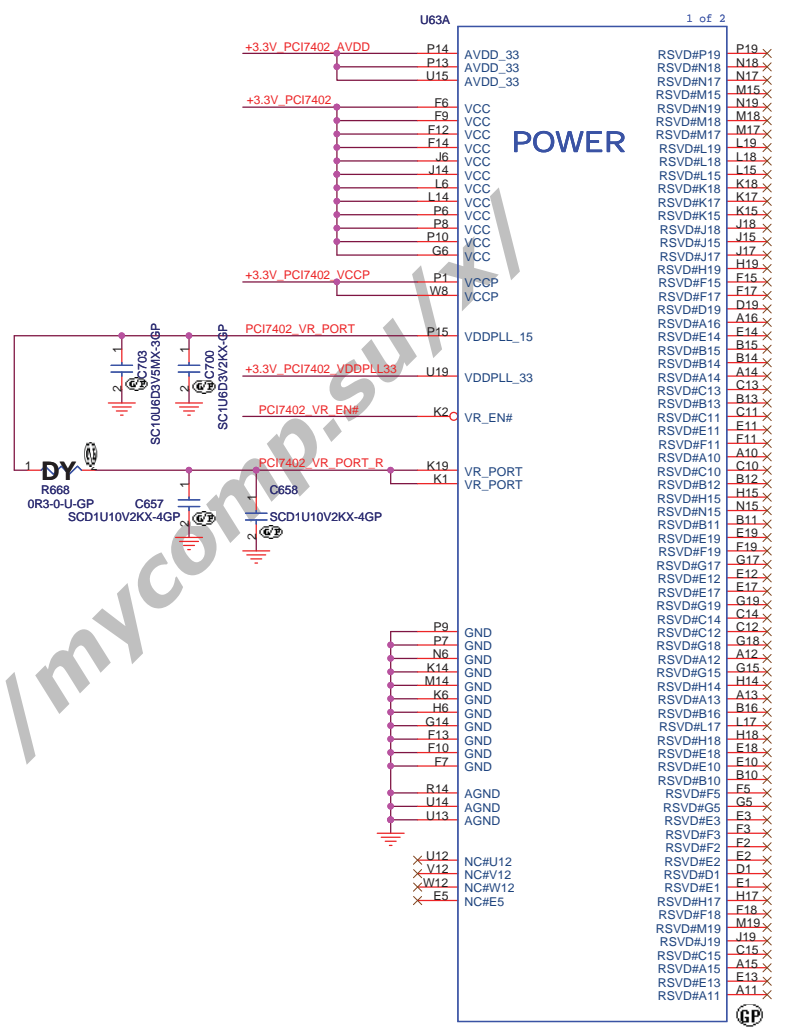 U63A
1 of 2
POWER
+3.3V_PCI7402_AVDD
P14 AVDD_33
P13 AVDD_33
U15 AVDD_33
+3.3V_PCI7402
F6 VCC
F9 VCC
F12 VCC
F14 VCC
J6 VCC
J14 VCC
L6 VCC
L14 VCC
P6 VCC
P8 VCC
P10 VCC
G6 VCC
+3.3V_PCI7402_VCCP
P1 VCCP
W8 VCCP
PCI7402_VR_PORT
P15 VDDPLL_15
1 2 C703
SC10U6D3V5MX-3GP
G/P
1 2 C700
SC1U6D3V2KX-GP
G/P
+3.3V_PCI7402_VDDPLL33
U19 VDDPLL_33
PCI7402_VR_EN#
K2 VR_EN#
PCI7402_VR_PORT_R
K19 VR_PORT
K1 VR_PORT
1 DY
R668
0R3-0-U-GP
1 2 C657
SCD1U10V2KX-4GP
G/P
1 2 C658
SCD1U10V2KX-4GP
G/P
P9 GND
P7 GND
N6 GND
K14 GND
M14 GND
K6 GND
H6 GND
G14 GND
F13 GND
F10 GND
F7 GND
R14 AGND
U14 AGND
U13 AGND
U12 NC#U12
V12 NC#V12
W12 NC#W12
E5 NC#E5
RSVD#P19 P19
RSVD#N18 N18
RSVD#N17 N17
RSVD#M15 M15
RSVD#N19 N19
RSVD#M18 M18
RSVD#M17 M17
RSVD#L19 L19
RSVD#L18 L18
RSVD#L15 L15
RSVD#K18 K18
RSVD#K17 K17
RSVD#K15 K15
RSVD#J18 J18
RSVD#J15 J15
RSVD#J17 J17
RSVD#H19 H19
RSVD#F15 F15
RSVD#F17 F17
RSVD#D19 D19
RSVD#A16 A16
RSVD#E14 E14
RSVD#B15 B15
RSVD#B14 B14
RSVD#A14 A14
RSVD#C13 C13
RSVD#B13 B13
RSVD#C11 C11
RSVD#E11 E11
RSVD#F11 F11
RSVD#A10 A10
RSVD#C10 C10
RSVD#B12 B12
RSVD#H15 H15
RSVD#N15 N15
RSVD#B11 B11
RSVD#E19 E19
RSVD#F19 F19
RSVD#G17 G17
RSVD#E12 E12
RSVD#E17 E17
RSVD#G19 G19
RSVD#C14 C14
RSVD#C12 C12
RSVD#G18 G18
RSVD#A12 A12
RSVD#G15 G15
RSVD#H14 H14
RSVD#A13 A13
RSVD#B16 B16
RSVD#L17 L17
RSVD#H18 H18
RSVD#E18 E18
RSVD#E10 E10
RSVD#B10 B10
RSVD#F5 F5
RSVD#G5 G5
RSVD#E3 E3
RSVD#F3 F3
RSVD#F2 F2
RSVD#E2 E2
RSVD#D1 D1
RSVD#E1 E1
RSVD#H17 H17
RSVD#F18 F18
RSVD#M19 M19
RSVD#J19 J19
RSVD#C15 C15
RSVD#A15 A15
RSVD#E13 E13
RSVD#A11 A11
GP
/mycomp.su/x/